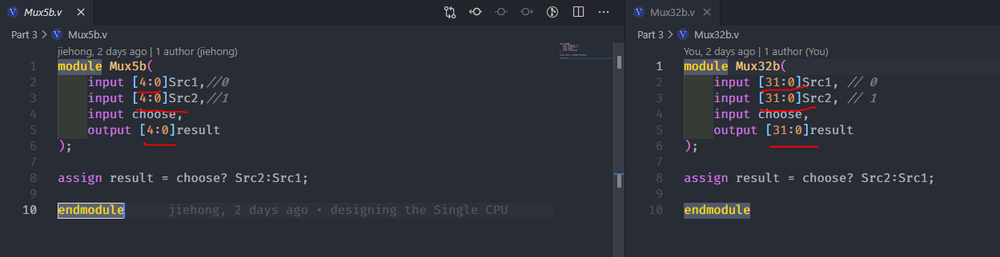 Mux5b.v
Part 3 > Mux5b.v
jiehong, 2 days ago | 1 author (jiehong)
1 module Mux5b(
2 input [4:0]Src1,//0
3 input [4:0]Src2,//1
4 input choose,
5 output [4:0]result
6 );
7
8 assign result = choose? Src2:Src1;
9
10 endmodule jiehong, 2 days ago • designing the Single CPU
Mux32b.v
Part 3 > Mux32b.v
You, 2 days ago | 1 author (You)
1 module Mux32b(
2 input [31:0]Src1, // 0
3 input [31:0]Src2, // 1
4 input choose,
5 output [31:0]result
6 );
7
8 assign result = choose? Src2:Src1;
9
10 endmodule